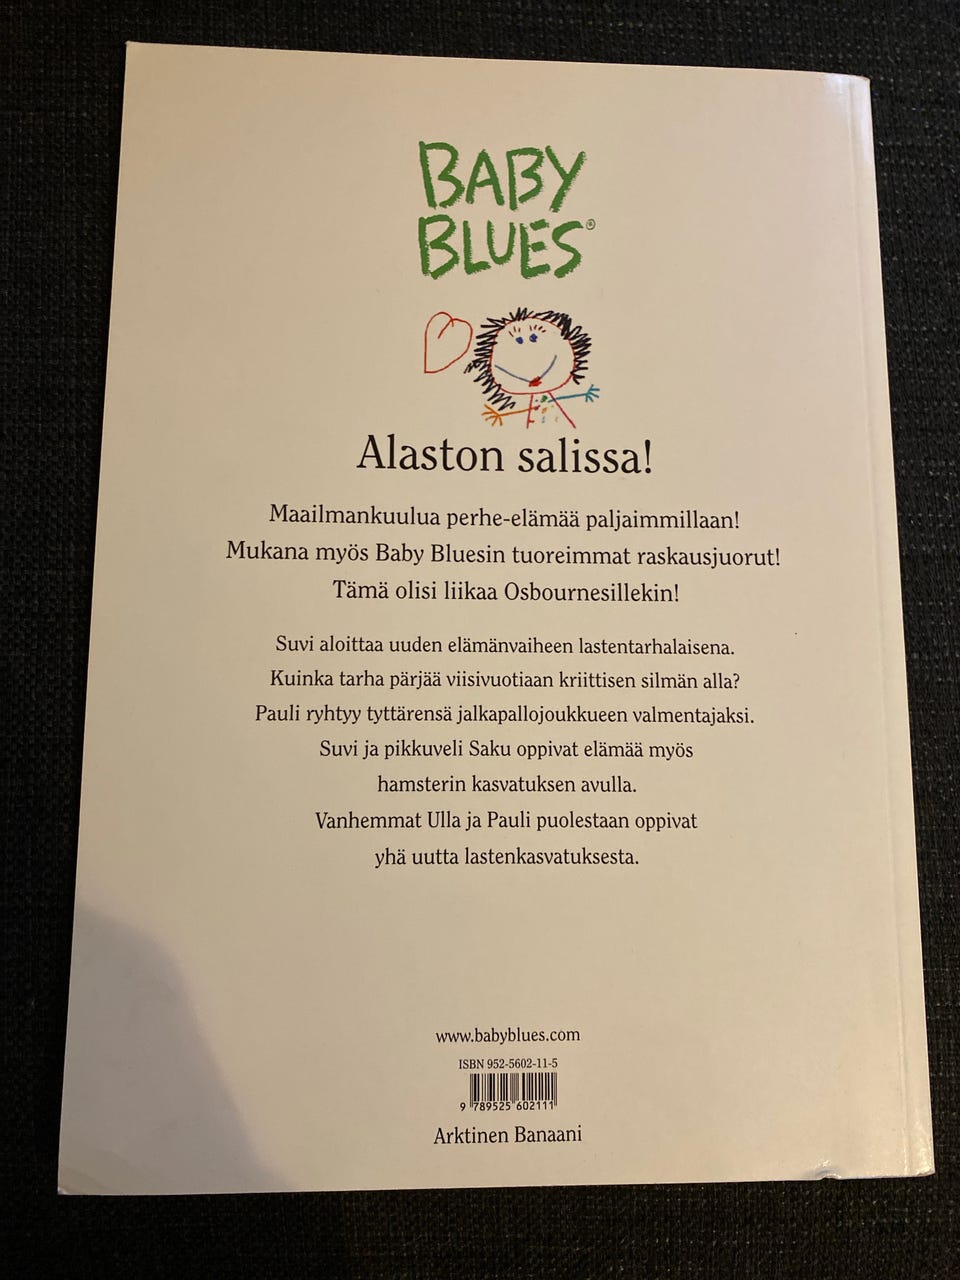 BABY
BLUES®
Alaston salissa!
Maailmankuulua perhe-elämää paljaimmillaan!
Mukana myös Baby Bluesin tuoreimmat raskausjuorut!
Tämä olisi liikaa Osbournesillekin!
Suvi aloittaa uuden elämänvaiheen lastentarhalaisena.
Kuinka tarha pärjää viisivuotiaan kriittisen silmän alla?
Pauli ryhtyy tyttärensä jalkapallojoukkueen valmentajaksi.
Suvi ja pikkuveli Saku oppivat elämää myös
hamsterin kasvatuksen avulla.
Vanhemmat Ulla ja Pauli puolestaan oppivat
yhä uutta lastenkasvatuksesta.
www.babyblues.com
ISBN 952-5602-11-5
9 789525 602111
Arktinen Banaani